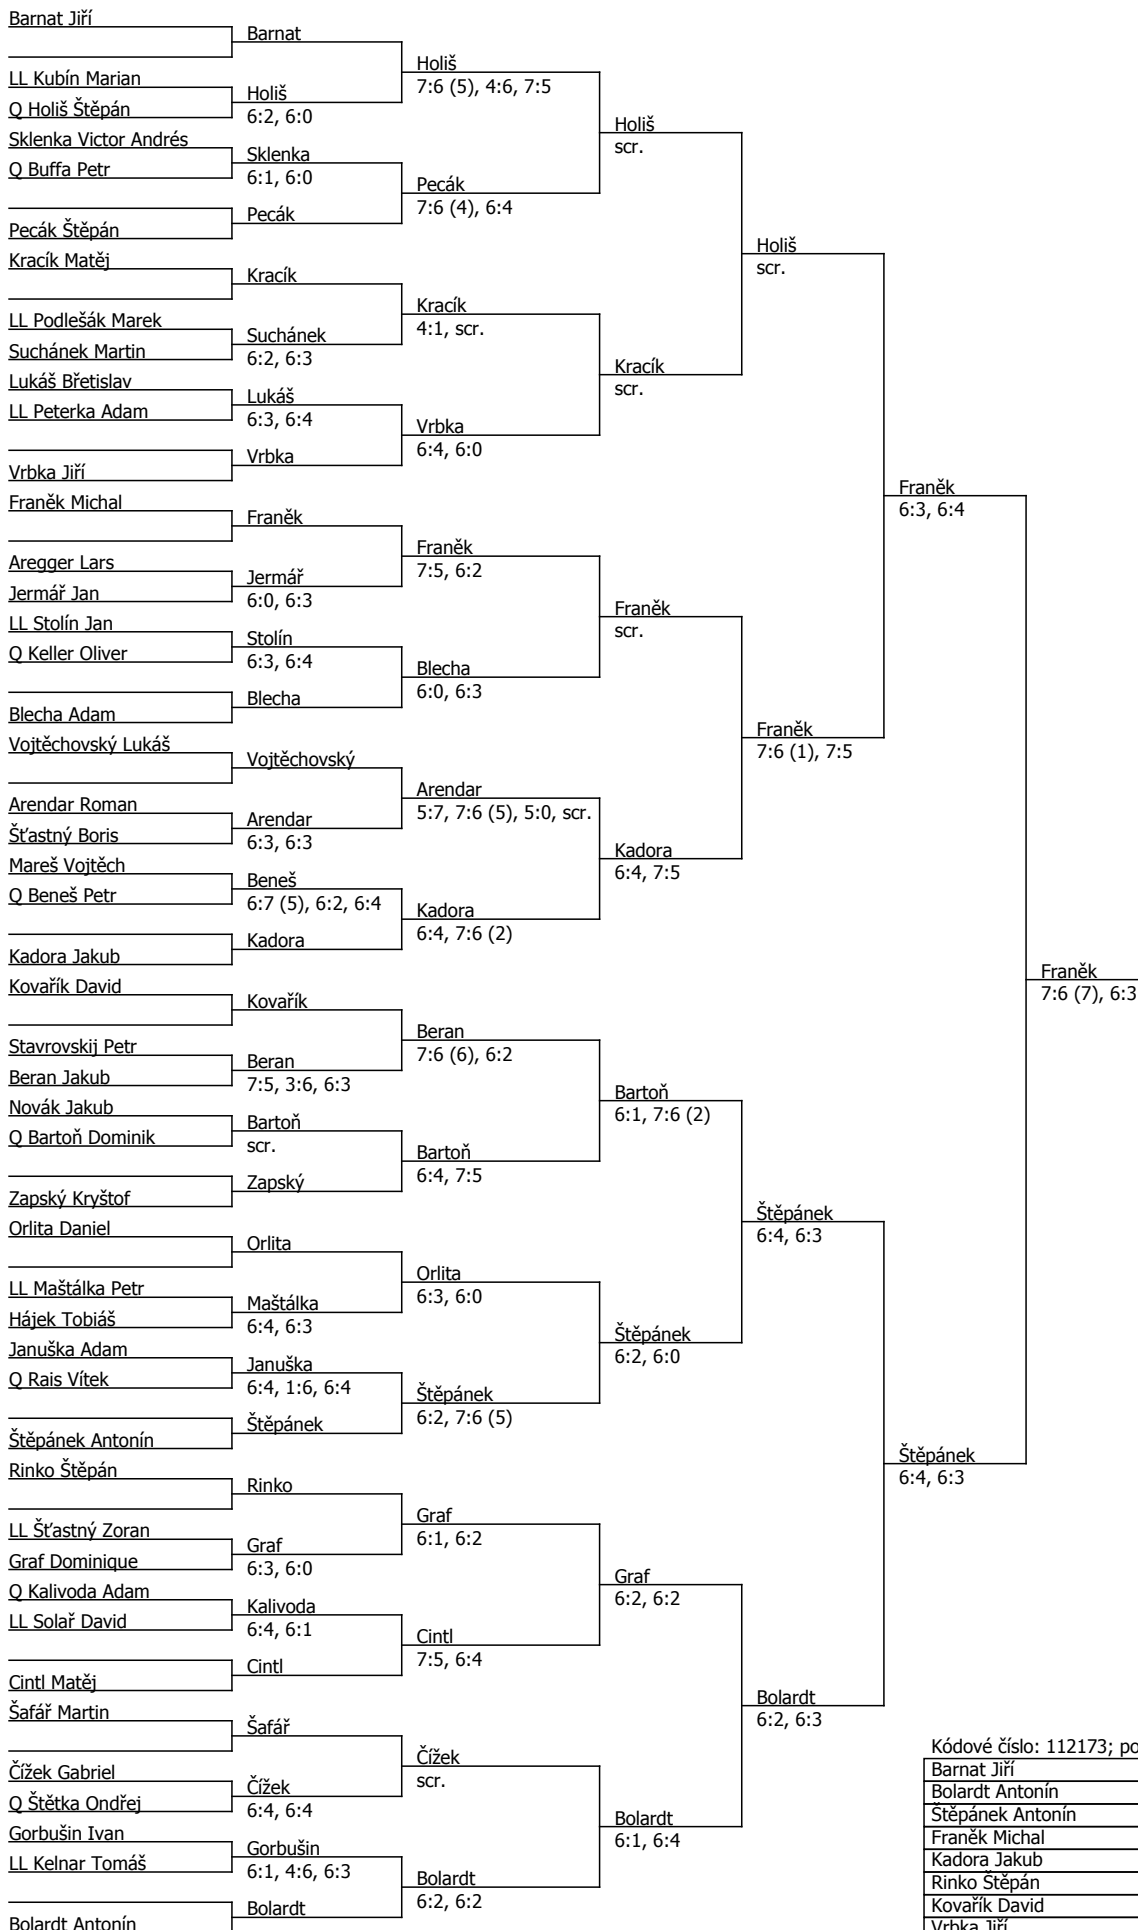 Barnat Jiří
LL Kubín Marian
Q Holiš Štěpán
Sklenka Victor Andrés
Q Buffa Petr
Pecák Štěpán
Kracík Matěj
LL Podlešák Marek
Suchánek Martin
Lukáš Břetislav
LL Peterka Adam
Vrbka Jiří
Franěk Michal
Aregger Lars
Jermář Jan
LL Stolín Jan
Q Keller Oliver
Blecha Adam
Vojtěchovský Lukáš
Arendar Roman
Šťastný Boris
Mareš Vojtěch
Q Beneš Petr
Kadora Jakub
Kovařík David
Stavrovskij Petr
Beran Jakub
Novák Jakub
Q Bartoň Dominik
Zapský Kryštof
Orlita Daniel
LL Maštálka Petr
Hájek Tobiáš
Januška Adam
Q Rais Vítek
Štěpánek Antonín
Rinko Štěpán
LL Šťastný Zoran
Graf Dominique
Q Kalivoda Adam
LL Solař David
Cintl Matěj
Šafář Martin
Čížek Gabriel
Q Štětka Ondřej
Gorbušin Ivan
LL Kelnar Tomáš
Bolardt Antonín
Barnat
Holiš
6:2, 6:0
Sklenka
6:1, 6:0
Pecák
Kracík
Suchánek
6:2, 6:3
Lukáš
6:3, 6:4
Vrbka
Franěk
Jermář
6:0, 6:3
Stolín
6:3, 6:4
Blecha
Vojtěchovský
Arendar
6:3, 6:3
Beneš
6:7 (5), 6:2, 6:4
Kadora
Kovařík
Beran
7:5, 3:6, 6:3
Bartoň
scr.
Zapský
Orlita
Maštálka
6:4, 6:3
Januška
6:4, 1:6, 6:4
Štěpánek
Rinko
Graf
6:3, 6:0
Kalivoda
6:4, 6:1
Cintl
Šafář
Čížek
6:4, 6:4
Gorbušin
6:1, 4:6, 6:3
Bolardt
Holiš
7:6 (5), 4:6, 7:5
Pecák
7:6 (4), 6:4
Kracík
4:1, scr.
Vrbka
6:4, 6:0
Franěk
7:5, 6:2
Blecha
6:0, 6:3
Arendar
5:7, 7:6 (5), 5:0, scr.
Kadora
6:4, 7:6 (2)
Beran
7:6 (6), 6:2
Bartoň
6:4, 7:5
Orlita
6:3, 6:0
Štěpánek
6:2, 7:6 (5)
Graf
6:1, 6:2
Cintl
7:5, 6:4
Čížek
scr.
Bolardt
6:2, 6:2
Holiš
scr.
Kracík
scr.
Franěk
scr.
Kadora
6:4, 7:5
Bartoň
6:1, 7:6 (2)
Štěpánek
6:2, 6:0
Graf
6:2, 6:2
Bolardt
6:1, 6:4
Holiš
scr.
Franěk
7:6 (1), 7:5
Štěpánek
6:4, 6:3
Bolardt
6:2, 6:3
Franěk
6:3, 6:4
Štěpánek
6:4, 6:3
Franěk
7:6 (7), 6:3
Kódové číslo: 112173; po
Barnat Jiří
Bolardt Antonín
Štěpánek Antonín
Franěk Michal
Kadora Jakub
Rinko Štěpán
Kovařík David
Vrbka Jiří